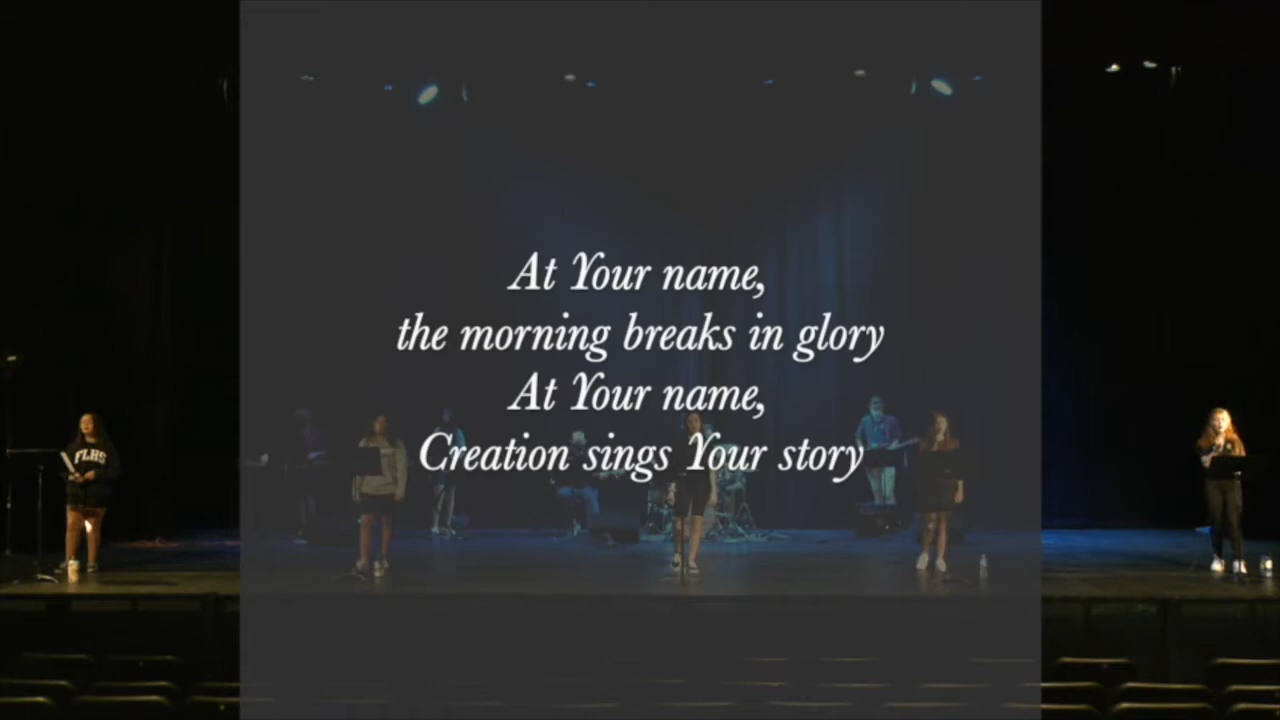 At Your name,
the morning breaks in glory
At Your name,
Creation sings Your story
FLHS